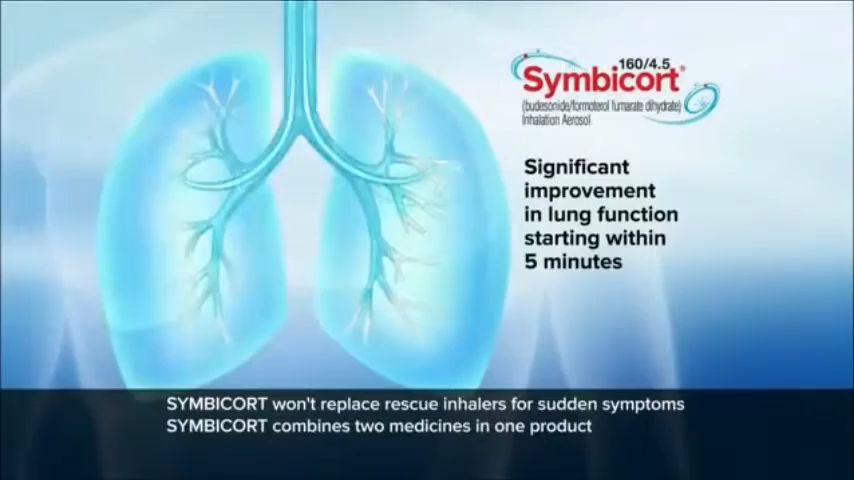 160/4.5
Symbicort®
(budesonide/formoterol fumarate dihydrate)
Inhalation Aerosol
Significant
improvement
in lung function
starting within
5 minutes
SYMBICORT won't replace rescue inhalers for sudden symptoms
SYMBICORT combines two medicines in one product